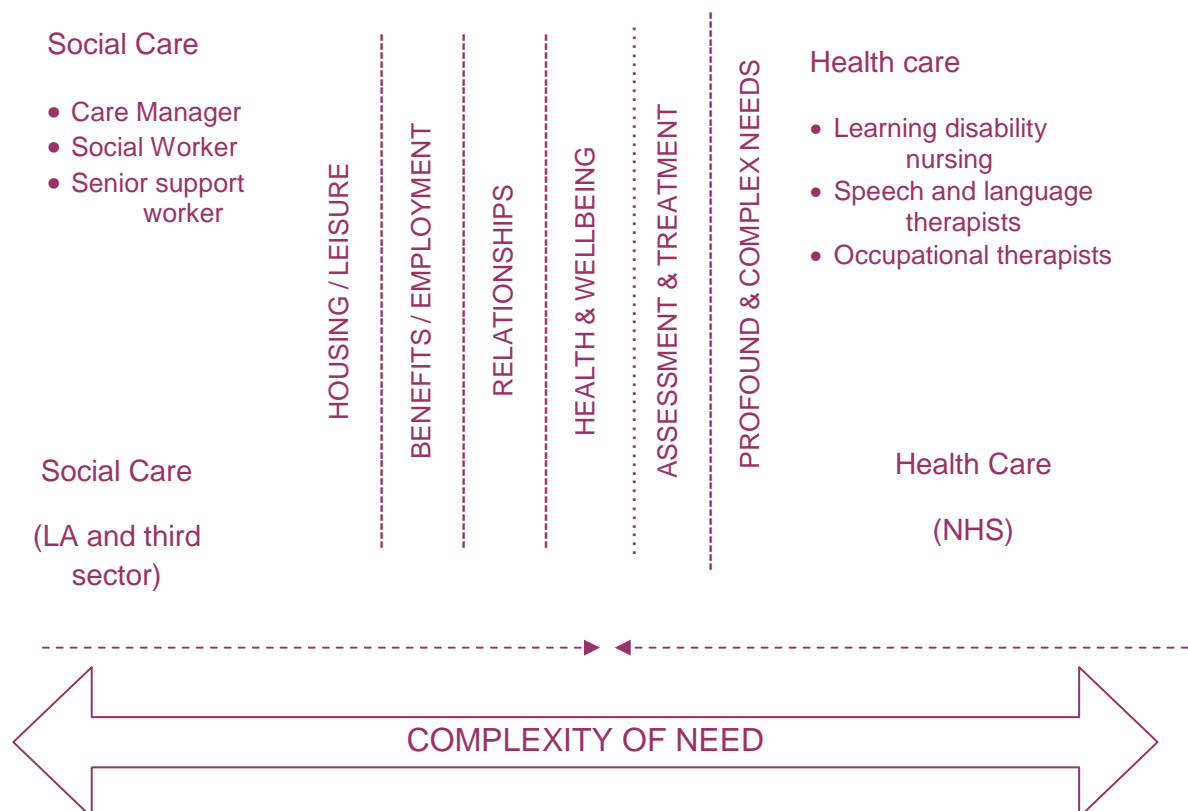 Social Care
• Care Manager
• Social Worker
• Senior support
worker
HOUSING / LEISURE
BENEFITS / EMPLOYMENT
RELATIONSHIPS
HEALTH & WELLBEING
ASSESSMENT & TREATMENT
PROFOUND & COMPLEX NEEDS
Health care
• Learning disability
nursing
• Speech and language
therapists
• Occupational therapists
Social Care
(LA and third
sector)
Health Care
(NHS)
COMPLEXITY OF NEED